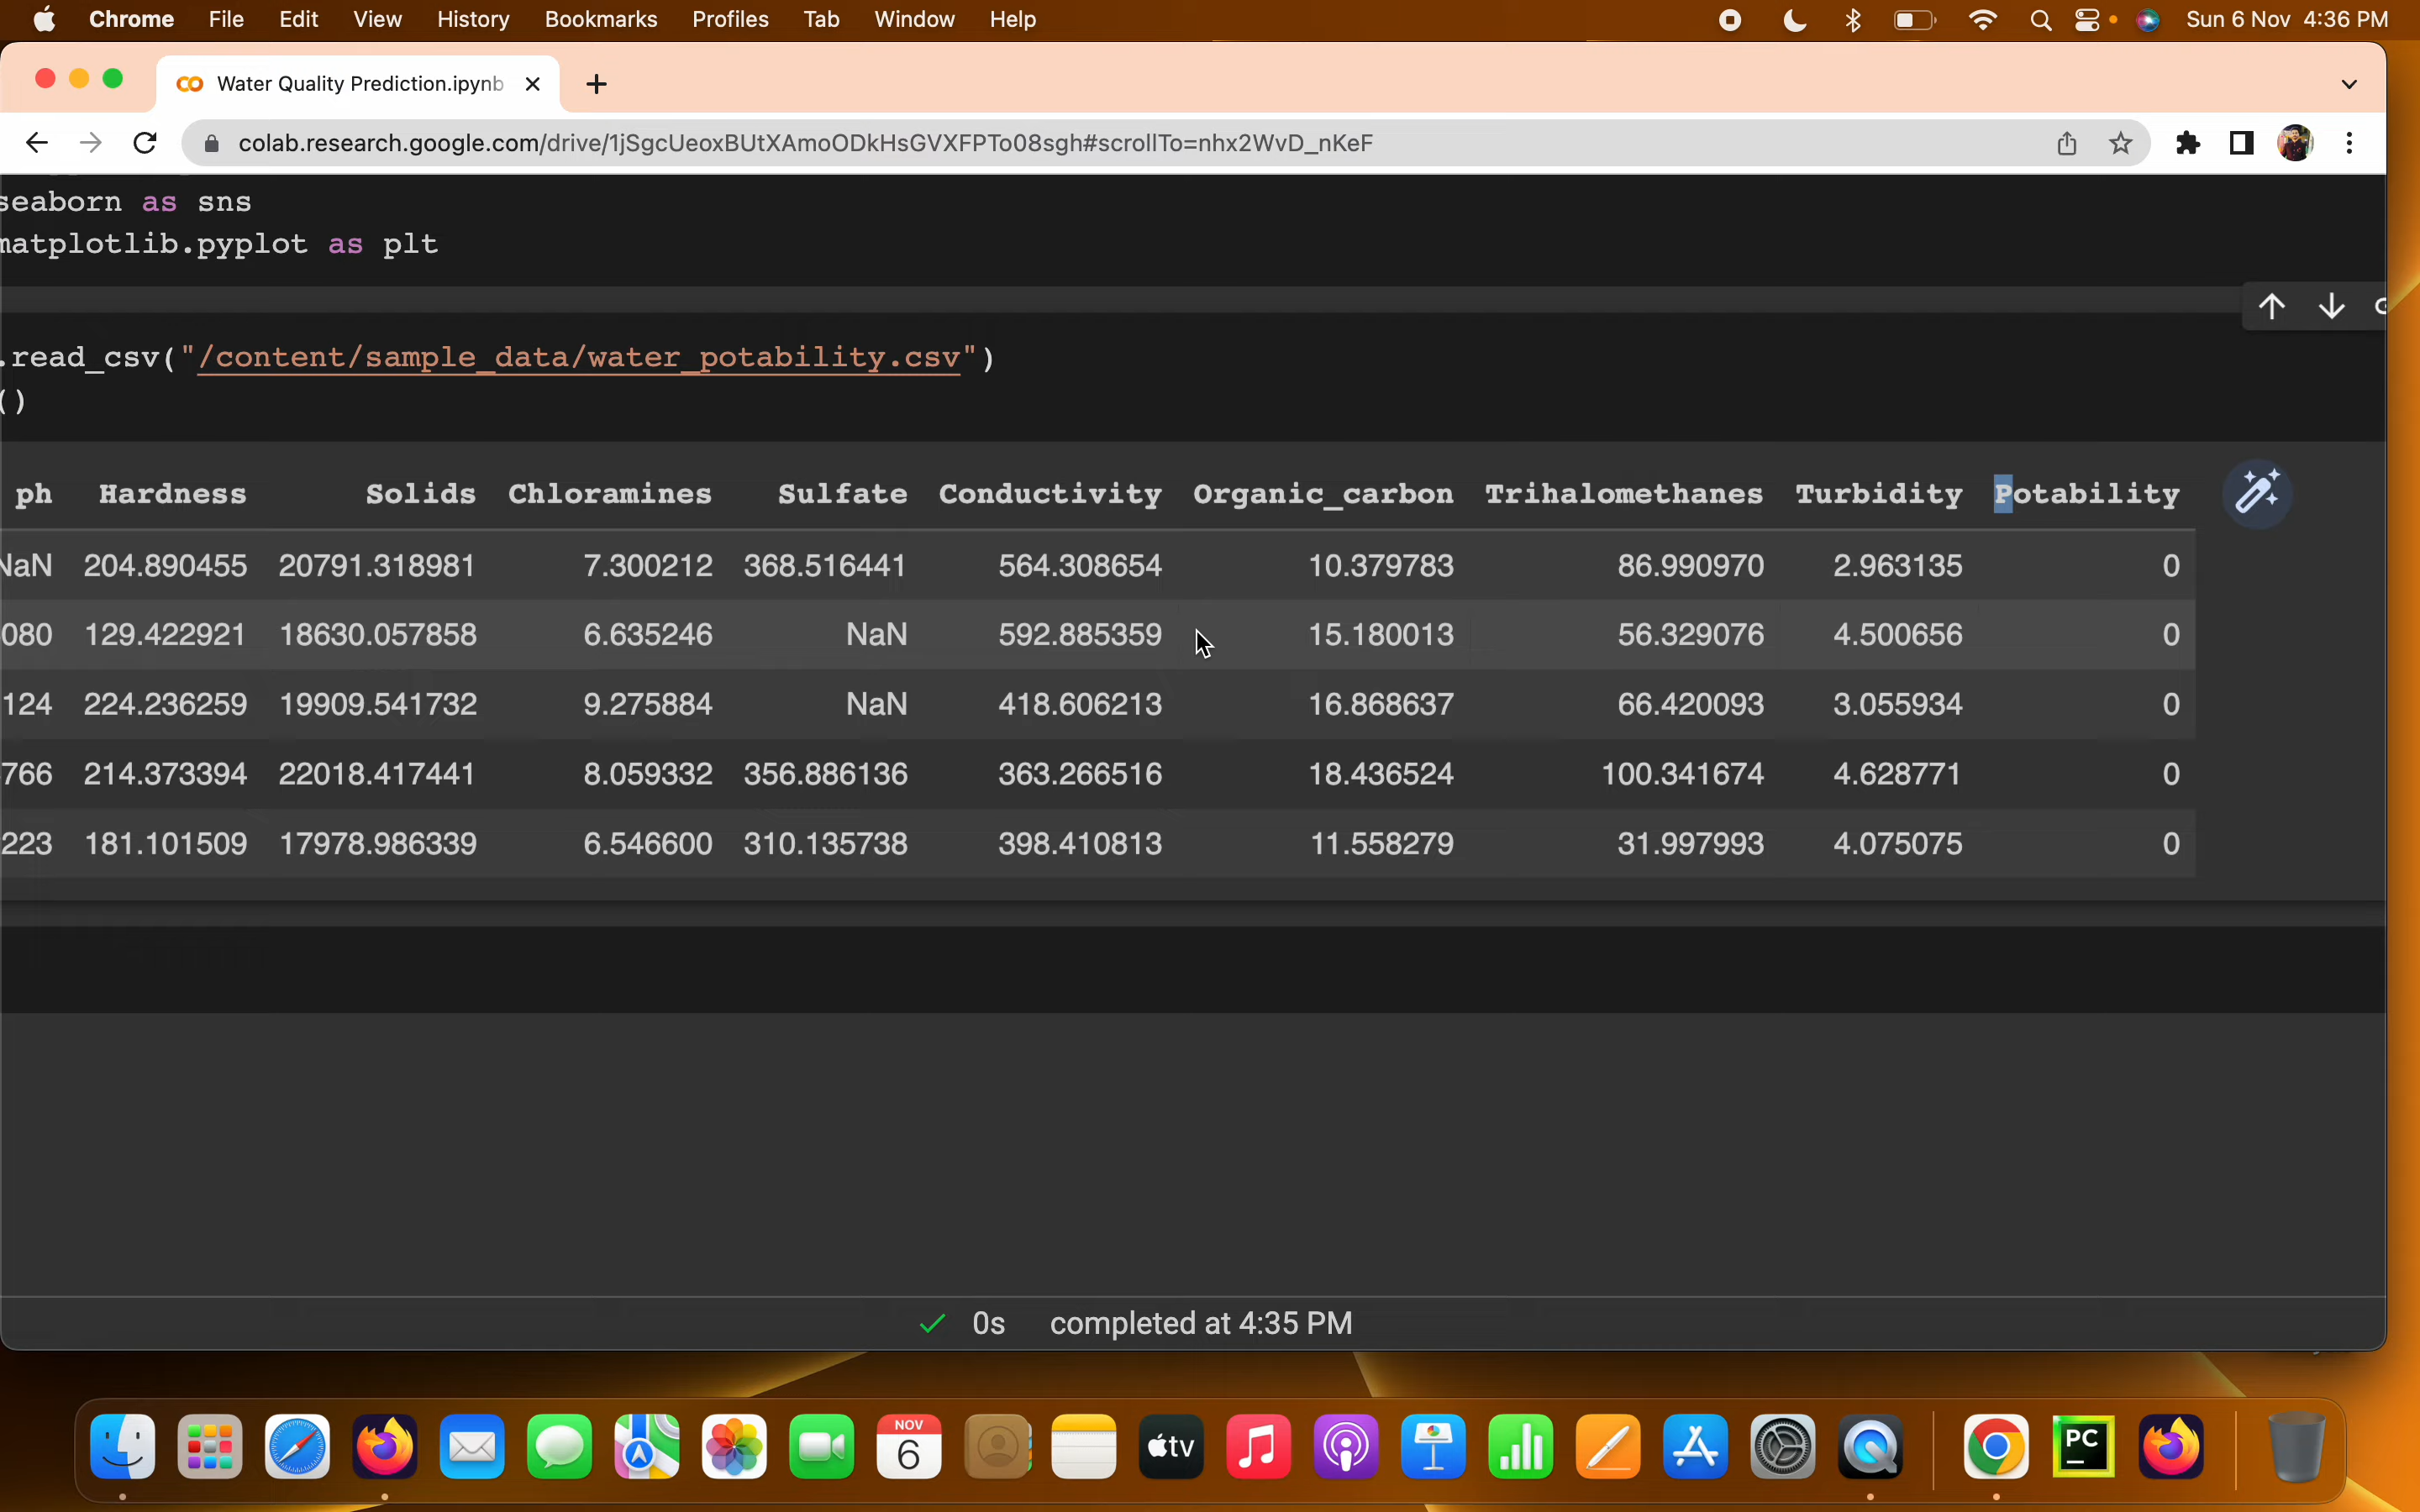 Chrome File Edit View History Bookmarks Profiles Tab Window Help Sun 6 Nov 4:36 PM
Water Quality Prediction.ipynb
colab.research.google.com/drive/1jSgcUeoxBUtXAmoODkHsGVXFPTo08sgh#scrollTo=nhx2WvD_nKeF
seaborn as sns
matplotlib.pyplot as plt
.read_csv("/content/sample_data/water_potability.csv")
()
ph Hardness Solids Chloramines Sulfate Conductivity Organic_carbon Trihalomethanes Turbidity Potability
NaN 204.890455 20791.318981 7.300212 368.516441 564.308654 10.379783 86.990970 2.963135 0
080 129.422921 18630.057858 6.635246 NaN 592.885359 15.180013 56.329076 4.500656 0
124 224.236259 19909.541732 9.275884 NaN 418.606213 16.868637 66.420093 3.055934 0
766 214.373394 22018.417441 8.059332 356.886136 363.266516 18.436524 100.341674 4.628771 0
223 181.101509 17978.986339 6.546600 310.135738 398.410813 11.558279 31.997993 4.075075 0
0s completed at 4:35 PM
NOV
6
tv
PC